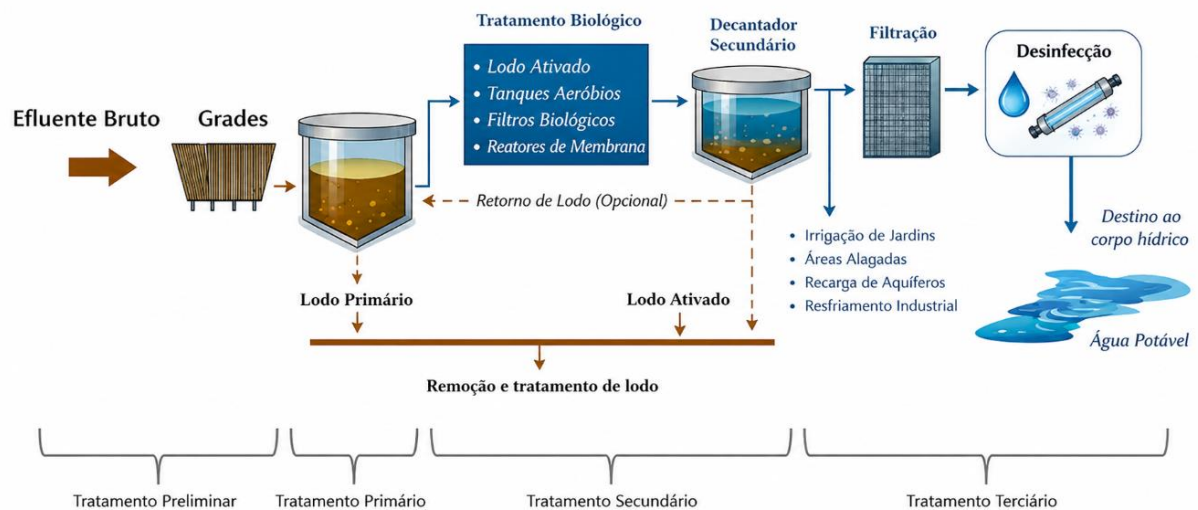 Efluente Bruto
Grades
Tratamento Biológico
• Lodo Ativado
• Tanques Aeróbios
• Filtros Biológicos
• Reatores de Membrana
Decantador
Secundário
Filtração
Desinfecção
Retorno de Lodo (Opcional)
• Irrigação de Jardins
• Áreas Alagadas
• Recarga de Aquíferos
• Resfriamento Industrial
Destino ao
corpo hídrico
Água Potável
Lodo Primário
Lodo Ativado
Remoção e tratamento de lodo
Tratamento Preliminar
Tratamento Primário
Tratamento Secundário
Tratamento Terciário